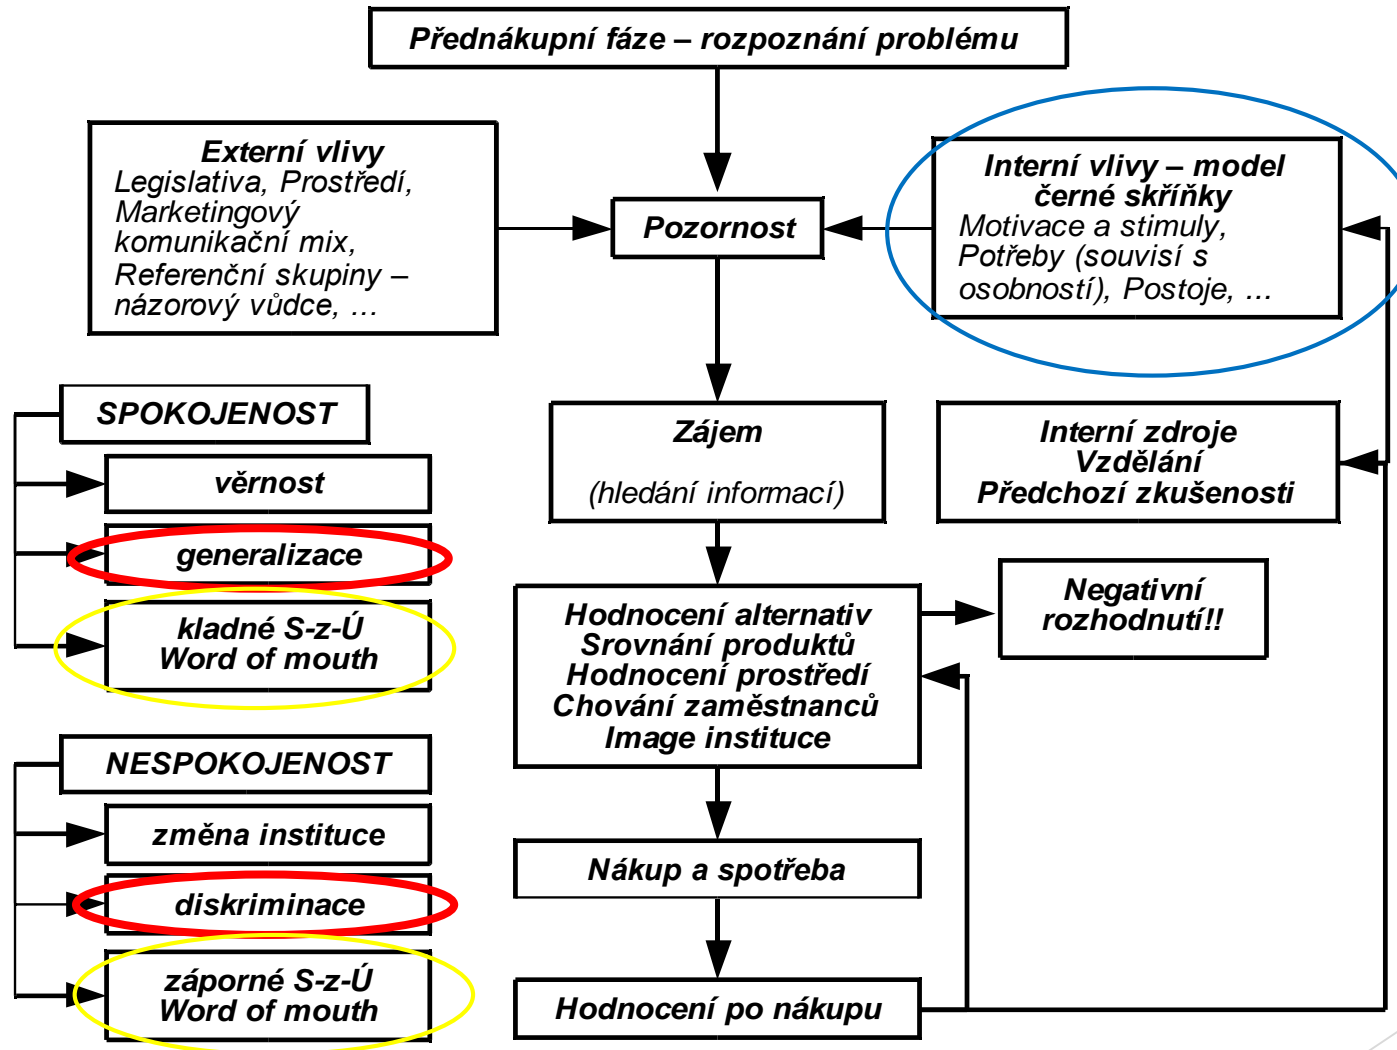 Přednákupní fáze – rozpoznání problému
Externí vlivy
Legislativa, Prostředí,
Marketingový
komunikační mix,
Referenční skupiny –
názorový vůdce, ...
Pozornost
Interní vlivy – model
černé skříňky
Motivace a stimuly,
Potřeby (souvisí s
osobností), Postoje, ...
SPOKOJENOST
věrnost
generalizace
kladné S-z-Ú
Word of mouth
Zájem
(hledání informací)
Interní zdroje
Vzdělání
Předchozí zkušenosti
Hodnocení alternativ
Srovnání produktů
Hodnocení prostředí
Chování zaměstnanců
Image instituce
Negativní
rozhodnutí!!
NESPOKOJENOST
změna instituce
diskriminace
záporné S-z-Ú
Word of mouth
Nákup a spotřeba
Hodnocení po nákupu